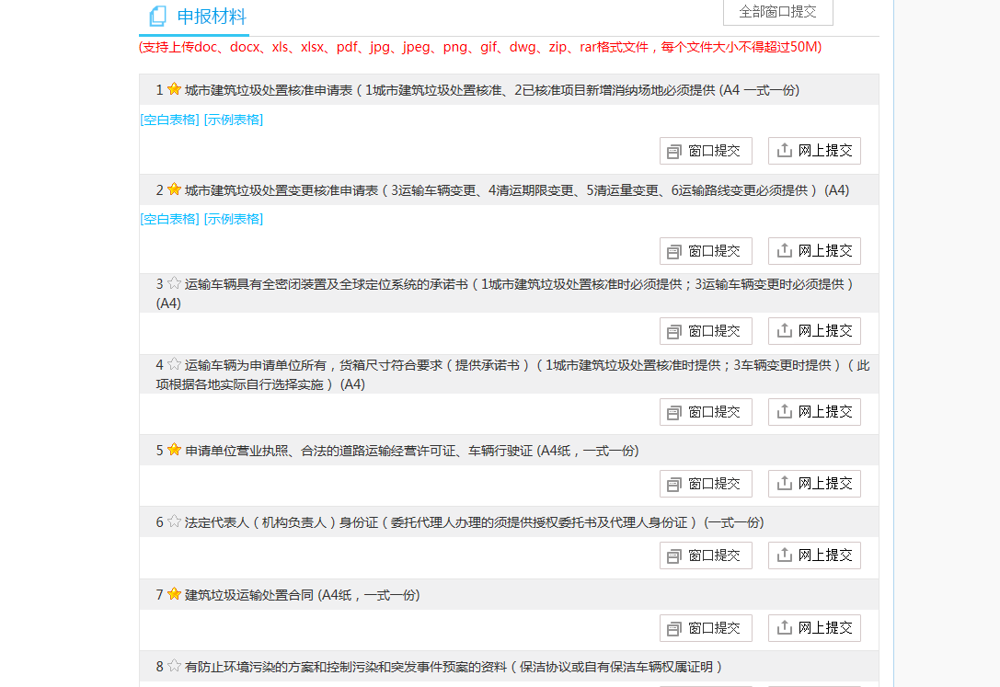 申报材料
全部窗口提交
(支持上传doc、docx、xls、xlsx、pdf、jpg、jpeg、png、gif、dwg、zip、rar格式文件，每个文件大小不得超过50M)
1 城市建筑垃圾处置核准申请表（1城市建筑垃圾处置核准、2已核准项目新增消纳场地必须提供 (A4 一式一份)
[空白表格] [示例表格]
窗口提交
网上提交
2 城市建筑垃圾处置变更核准申请表（3运输车辆变更、4清运期限变更、5清运量变更、6运输路线变更必须提供） (A4)
[空白表格] [示例表格]
窗口提交
网上提交
3 运输车辆具有全密闭装置及全球定位系统的承诺书（1城市建筑垃圾处置核准时必须提供；3运输车辆变更时必须提供）
(A4)
窗口提交
网上提交
4 运输车辆为申请单位所有，货箱尺寸符合要求（提供承诺书）（1城市建筑垃圾处置核准时提供；3车辆变更时提供）（此
项根据各地实际自行选择实施） (A4)
窗口提交
网上提交
5 申请单位营业执照、合法的道路运输经营许可证、车辆行驶证 (A4纸，一式一份)
窗口提交
网上提交
6 法定代表人（机构负责人）身份证（委托代理人办理的须提供授权委托书及代理人身份证） (一式一份)
窗口提交
网上提交
7 建筑垃圾运输处置合同 (A4纸，一式一份)
窗口提交
网上提交
8 有防止环境污染的方案和控制污染和突发事件预案的资料（保洁协议或自有保洁车辆权属证明）